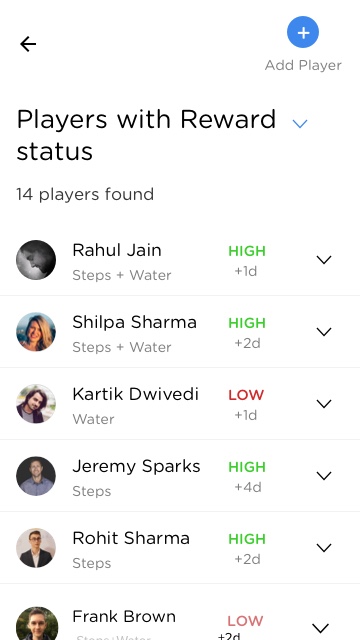 Add Player
Players with Reward
status
14 players found
Rahul Jain
HIGH
Steps + Water
+1d
Shilpa Sharma
HIGH
Steps + Water
+2d
Kartik Dwivedi
LOW
Water
+1d
Jeremy Sparks
HIGH
Steps
+4d
Rohit Sharma
HIGH
Steps
+2d
Frank Brown
LOW
Steps+Water
+2d